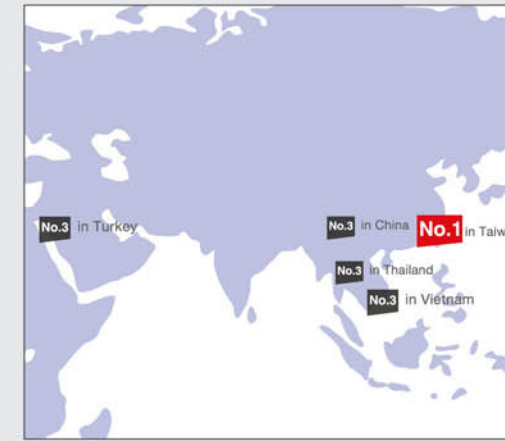 No.3 in Turkey
No.3 in China
No.1 in Taiw
No.3 in Thailand
No.3 in Vietnam